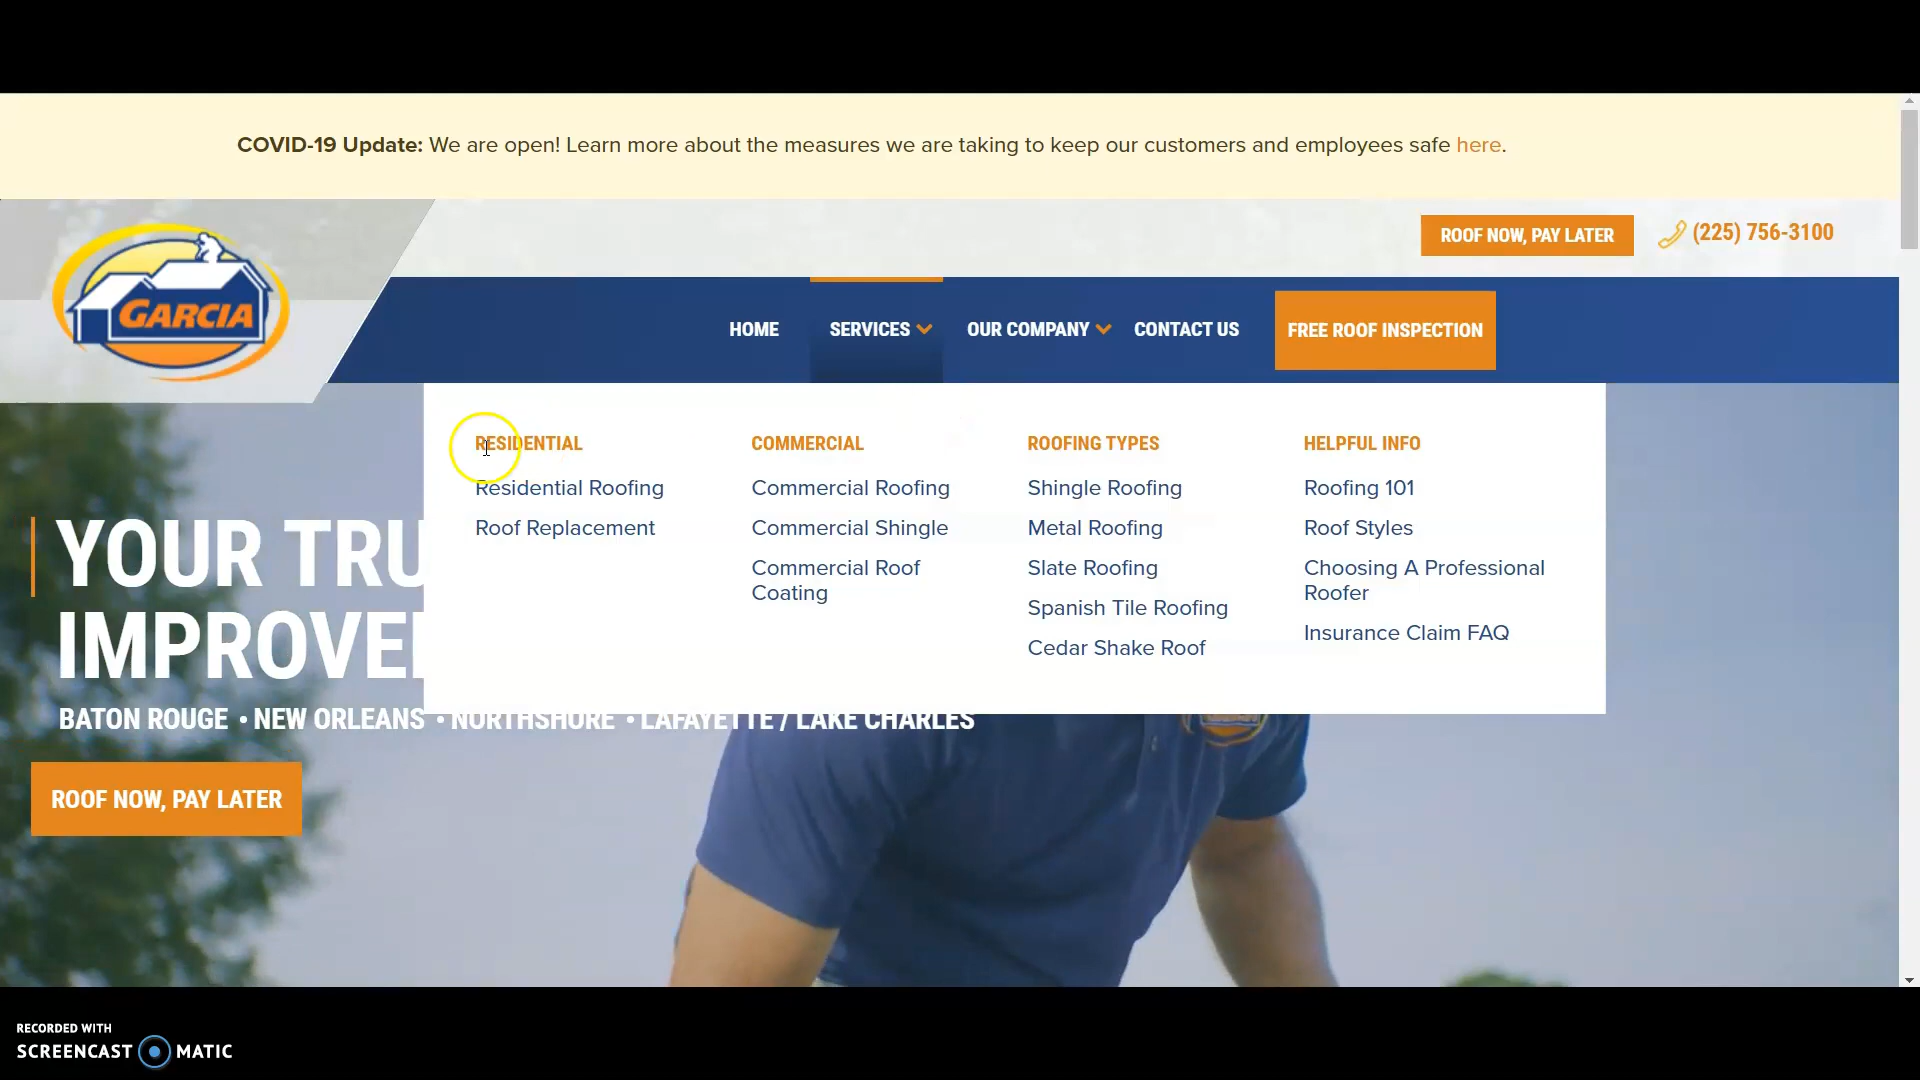 COVID-19 Update: We are open! Learn more about the measures we are taking to keep our customers and employees safe here.
ROOF NOW, PAY LATER
(225) 756-3100
GARCIA
HOME
SERVICES
OUR COMPANY
CONTACT US
FREE ROOF INSPECTION
RESIDENTIAL
Residential Roofing
Roof Replacement
COMMERCIAL
Commercial Roofing
Commercial Shingle
Commercial Roof
Coating
ROOFING TYPES
Shingle Roofing
Metal Roofing
Slate Roofing
Spanish Tile Roofing
Cedar Shake Roof
HELPFUL INFO
Roofing 101
Roof Styles
Choosing A Professional
Roofer
Insurance Claim FAQ
YOUR TRU
IMPROVE
BATON ROUGE • NEW ORLEANS • NORTHSHORE • LAFAYETTE / LAKE CHARLES
ROOF NOW, PAY LATER
RECORDED WITH
SCREENCAST MATIC